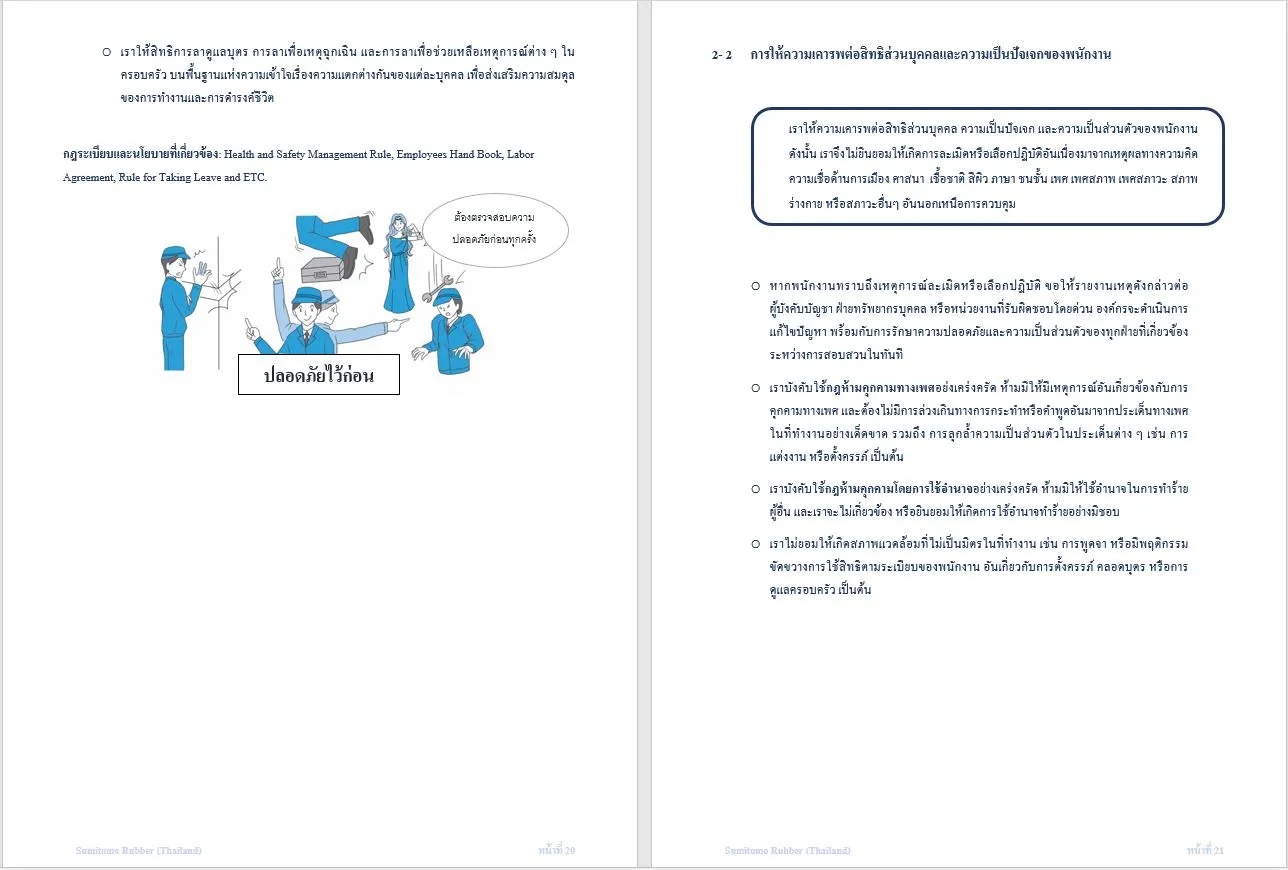 O เราให้สิทธิการลาดูแลบุตร การลาเพื่อเหตุฉุกเฉิน และการลาเพื่อช่วยเหลือเหตุการณ์ต่าง ๆ ใน
ครอบครัว บนพื้นฐานแห่งความเข้าใจเรื่องความแตกต่างกันของแต่ละบุคคล เพื่อส่งเสริมความสมดุล
ของการทำงานและการดำรงค์ชีวิต
กฎระเบียบและนโยบายที่เกี่ยวข้อง: Health and Safety Management Rule, Employees Hand Book, Labor
Agreement, Rule for Taking Leave and ETC.
ต้องตรวจสอบความ
ปลอดภัยก่อนทุกครั้ง
ปลอดภัยไว้ก่อน
Sumitomo Rubber (Thailand) หน้าที่ 20
2- 2 การให้ความเคารพต่อสิทธิส่วนบุคคลและความเป็นปัจเจกของพนักงาน
เราให้ความเคารพต่อสิทธิส่วนบุคคล ความเป็นปัจเจก และความเป็นส่วนตัวของพนักงาน
ดังนั้น เราจึงไม่ยินยอมให้เกิดการละเมิดหรือเลือกปฏิบัติอันเนื่องมาจากเหตุผลทางความคิด
ความเชื่อด้านการเมือง ศาสนา เชื้อชาติ สีผิว ภาษา ชนชั้น เพศ เพศสภาพ เพศสภาวะ สภาพ
ร่างกาย หรือสภาวะอื่นๆ อันนอกเหนือการควบคุม
O หากพนักงานทราบถึงเหตุการณ์ละเมิดหรือเลือกปฏิบัติ ขอให้รายงานเหตุดังกล่าวต่อ
ผู้บังคับบัญชา ฝ่ายทรัพยากรบุคคล หรือหน่วยงานที่รับผิดชอบโดยด่วน องค์กรจะดำเนินการ
แก้ไขปัญหา พร้อมกับการรักษาความปลอดภัยและความเป็นส่วนตัวของทุกฝ่ายที่เกี่ยวข้อง
ระหว่างการสอบสวนในทันที
O เราบังคับใช้กฎห้ามคุกคามทางเพศอย่งเคร่งครัด ห้ามมิให้มีเหตุการณ์อันเกี่ยวข้องกับการ
คุกคามทางเพศ และต้องไม่มีการล่วงเกินทางการกระทำหรือคำพูดอันมาจากประเด็นทางเพศ
ในที่ทำงานอย่างเด็ดขาด รวมถึง การลุกล้ำความเป็นส่วนตัวในประเด็นต่าง ๆ เช่น การ
แต่งงาน หรือตั้งครรภ์ เป็นต้น
O เราบังคับใช้กฎห้ามคุกคามโดยการใช้อำนาจอย่างเคร่งครัด ห้ามมิให้ใช้อำนาจในการทำร้าย
ผู้อื่น และเราจะไม่เกี่ยวข้อง หรือยินยอมให้เกิดการใช้อำนาจทำร้ายอย่างมิชอบ
O เราไม่ยอมให้เกิดสภาพแวดล้อมที่ไม่เป็นมิตรในที่ทำงาน เช่น การพูดจา หรือมีพฤติกรรม
ขัดขวางการใช้สิทธิตามระเบียบของพนักงาน อันเกี่ยวกับการตั้งครรภ์ คลอดบุตร หรือการ
ดูแลครอบครัว เป็นต้น
Sumitomo Rubber (Thailand) หน้าที่ 21